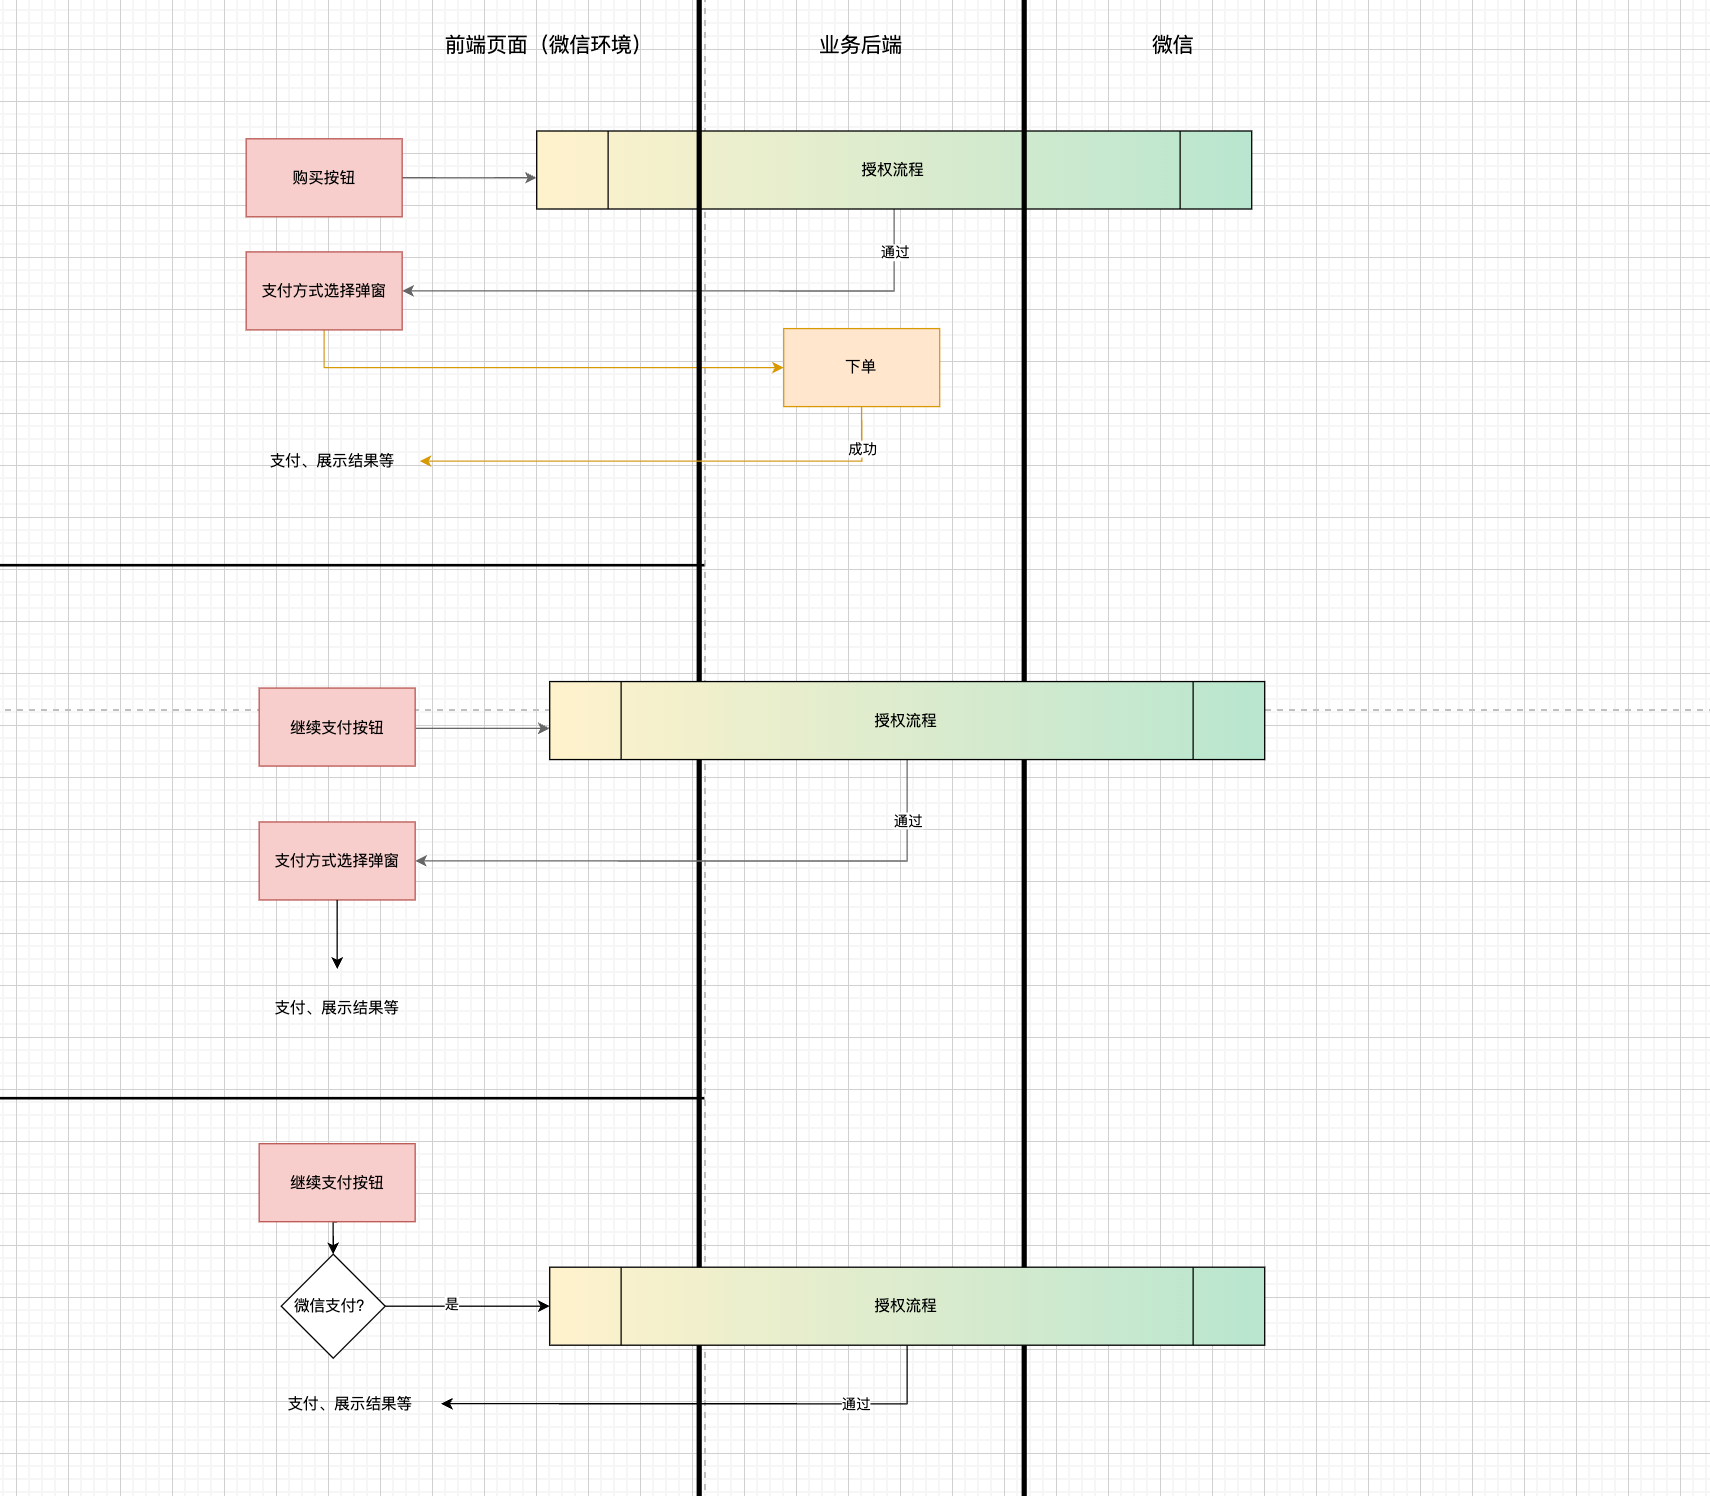 前端页面（微信环境）
业务后端
微信
购买按钮
授权流程
通过
支付方式选择弹窗
下单
成功
支付、展示结果等
继续支付按钮
授权流程
通过
支付方式选择弹窗
支付、展示结果等
继续支付按钮
微信支付？
是
授权流程
支付、展示结果等
通过